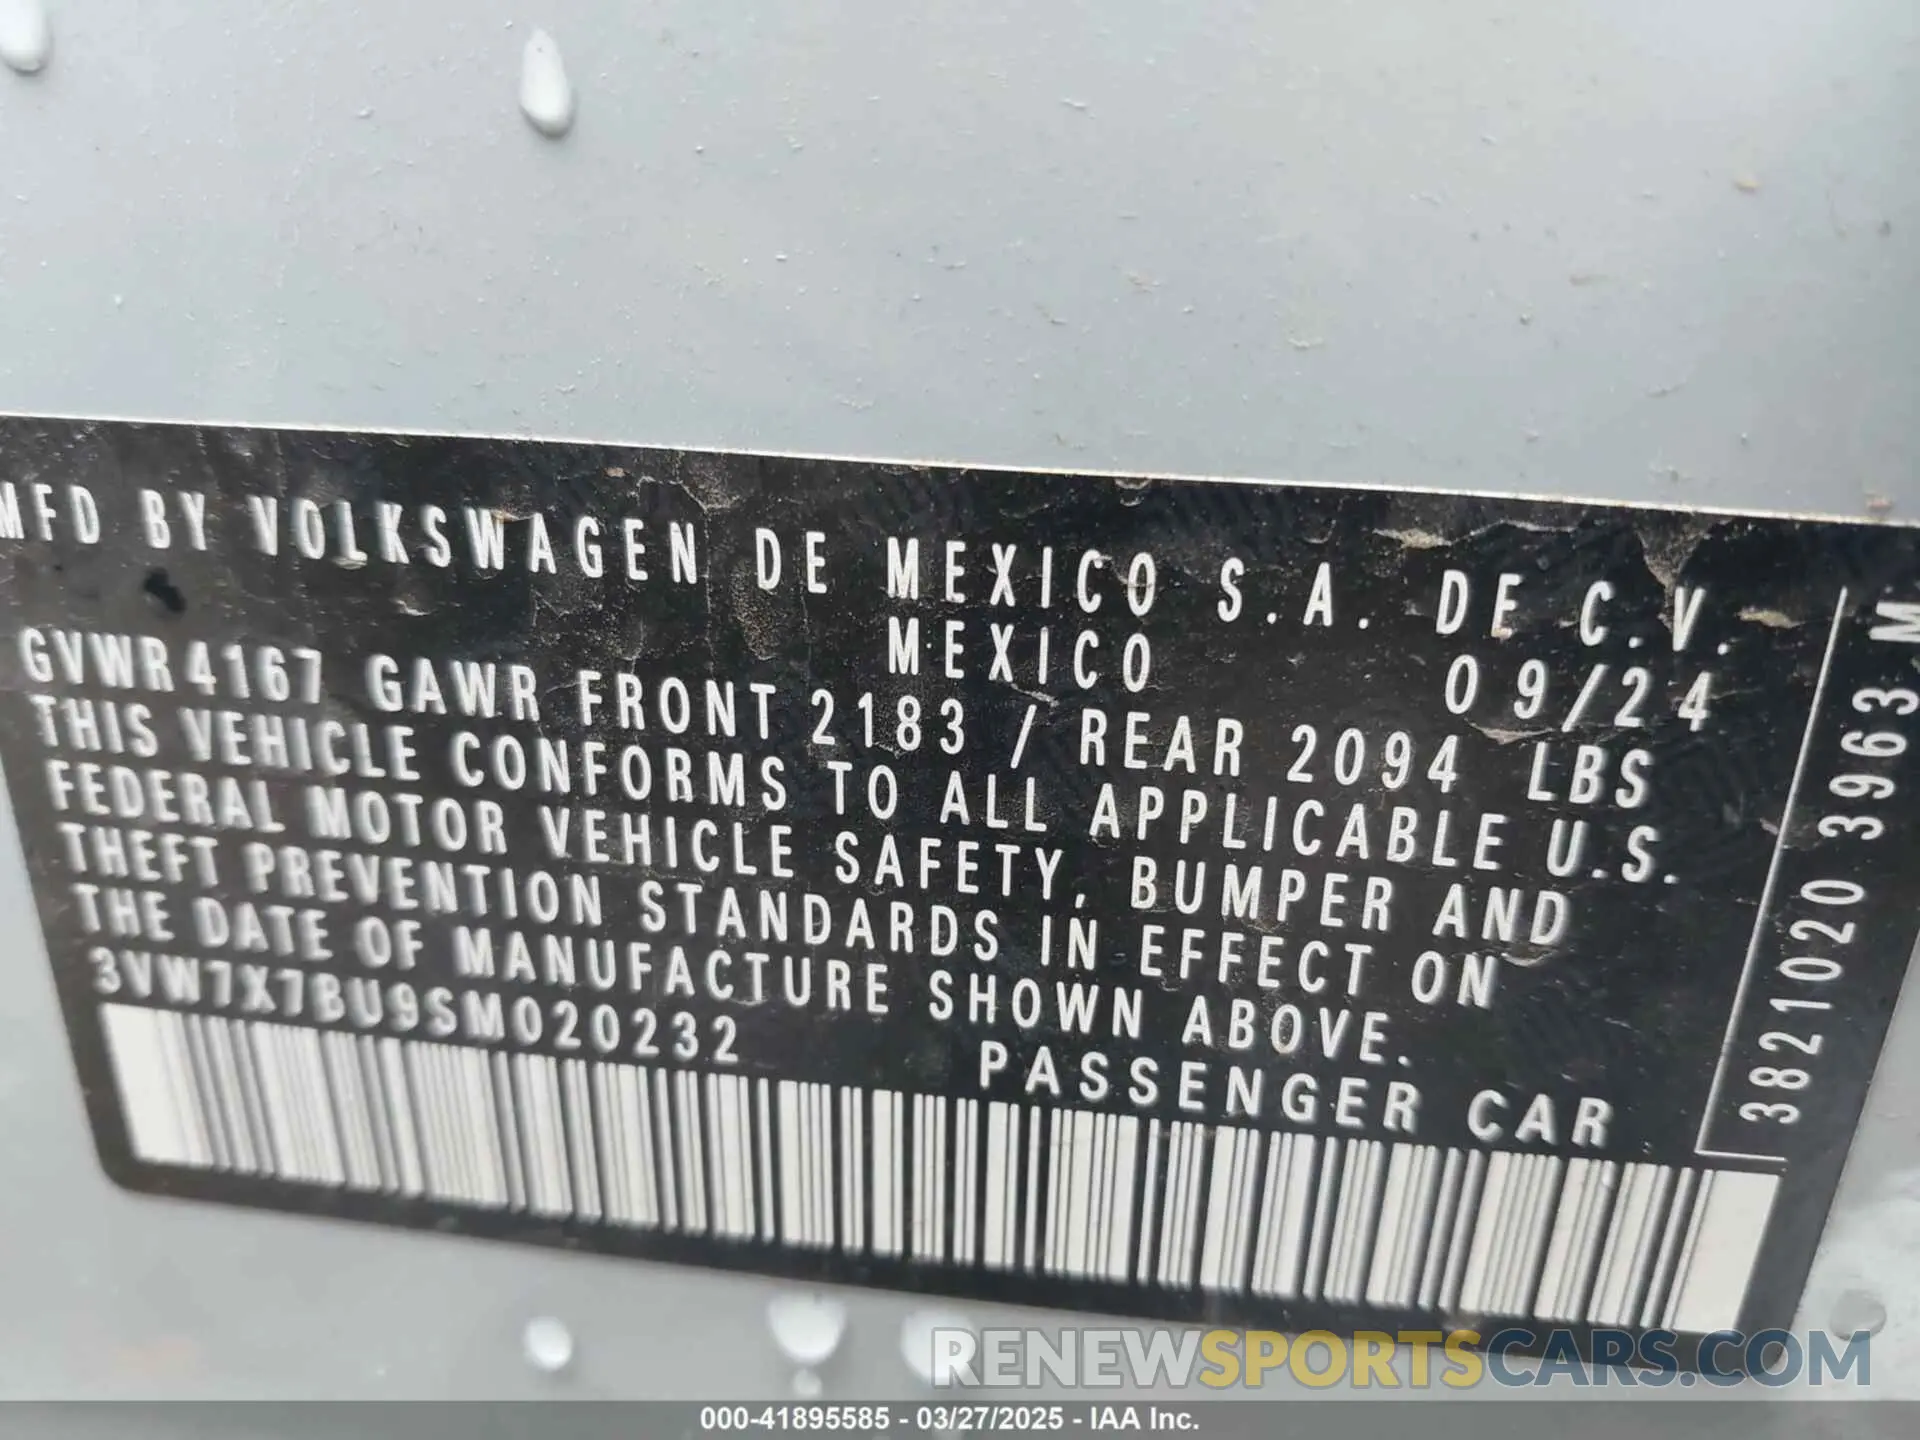 MFD BY VOLKSWAGEN DE MEXICO S.A. DE C.V.
MEXICO 09/24
GVWR 4167 GAWR FRONT 2183 / REAR 2094 LBS
THIS VEHICLE CONFORMS TO ALL APPLICABLE U.S.
FEDERAL MOTOR VEHICLE SAFETY, BUMPER AND
THEFT PREVENTION STANDARDS IN EFFECT ON
THE DATE OF MANUFACTURE SHOWN ABOVE.
3VW7X7BU9SM020232
PASSENGER CAR
3821020 3963 M
RENEWSPORTSCARS.COM
000-41895585 - 03/27/2025 - IAA Inc.